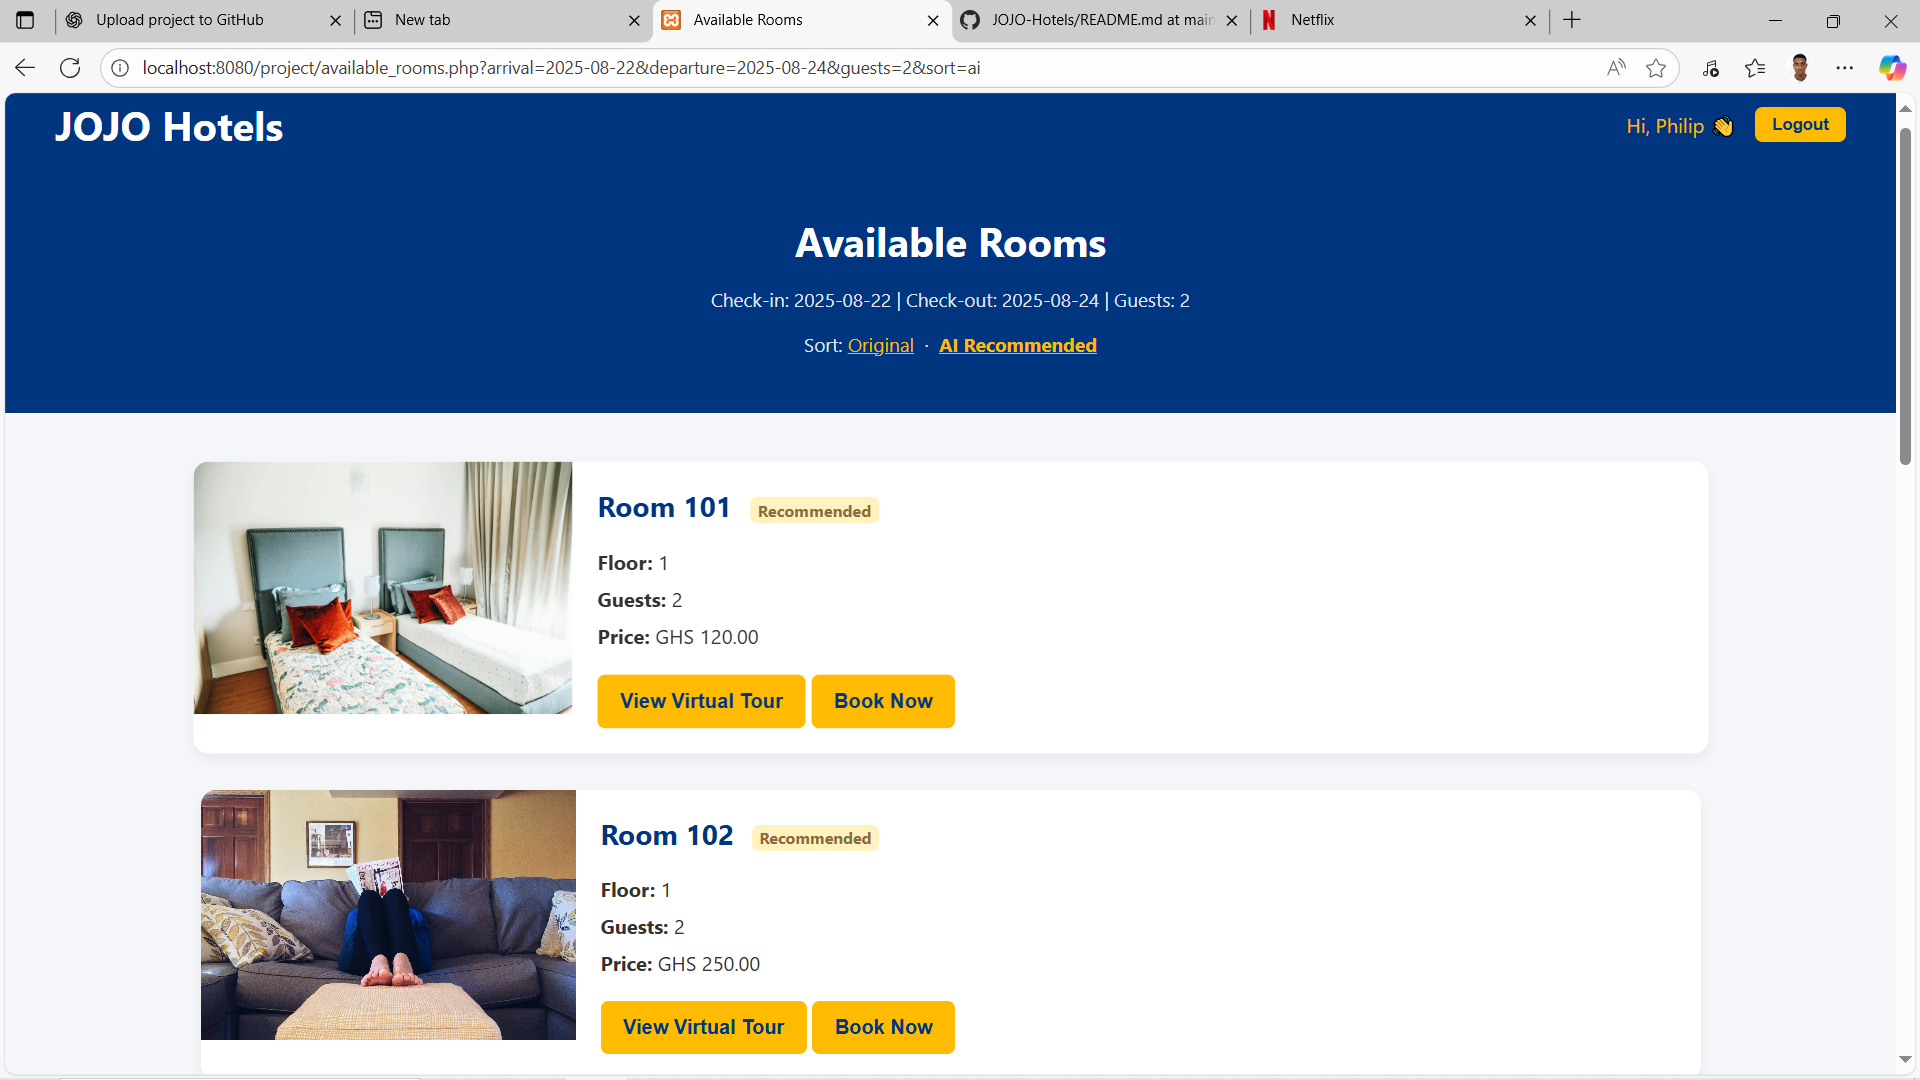 Upload project to GitHub
New tab
Available Rooms
JOJO-Hotels/README.md at main
Netflix
localhost:8080/project/available_rooms.php?arrival=2025-08-22&departure=2025-08-24&guests=2&sort=ai
JOJO Hotels
Hi, Philip 👋
Logout
Available Rooms
Check-in: 2025-08-22 | Check-out: 2025-08-24 | Guests: 2
Sort: Original · AI Recommended
Room 101 Recommended
Floor: 1
Guests: 2
Price: GHS 120.00
View Virtual Tour Book Now
Room 102 Recommended
Floor: 1
Guests: 2
Price: GHS 250.00
View Virtual Tour Book Now